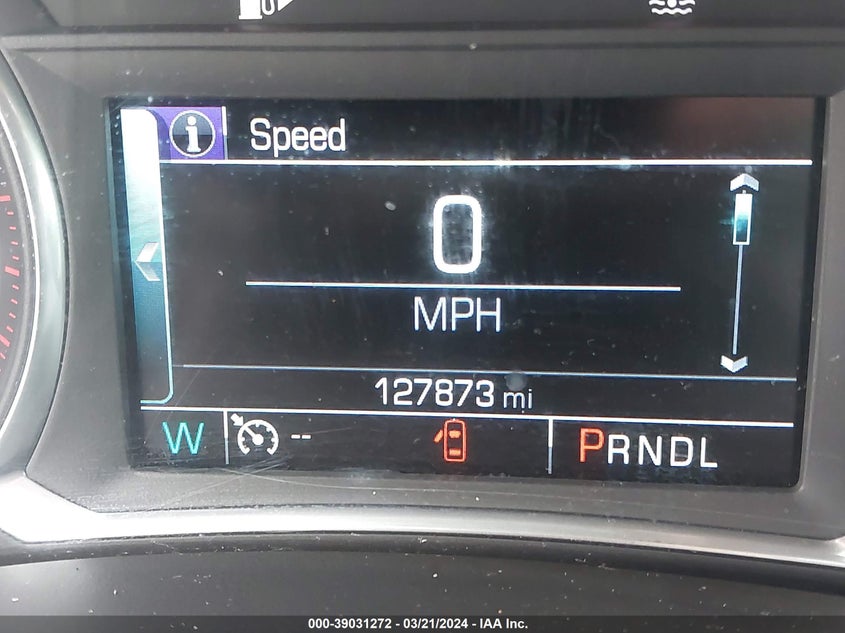 i Speed
0
MPH
127873 mi
W -- PRNDL
000-39031272 - 03/21/2024 - IAA Inc.